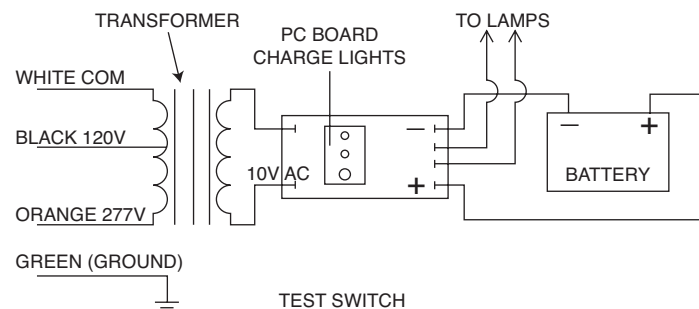 TRANSFORMER
PC BOARD
CHARGE LIGHTS
TO LAMPS
WHITE COM
BLACK 120V
10V AC
ORANGE 277V
GREEN (GROUND)
− +
− +
BATTERY
TEST SWITCH